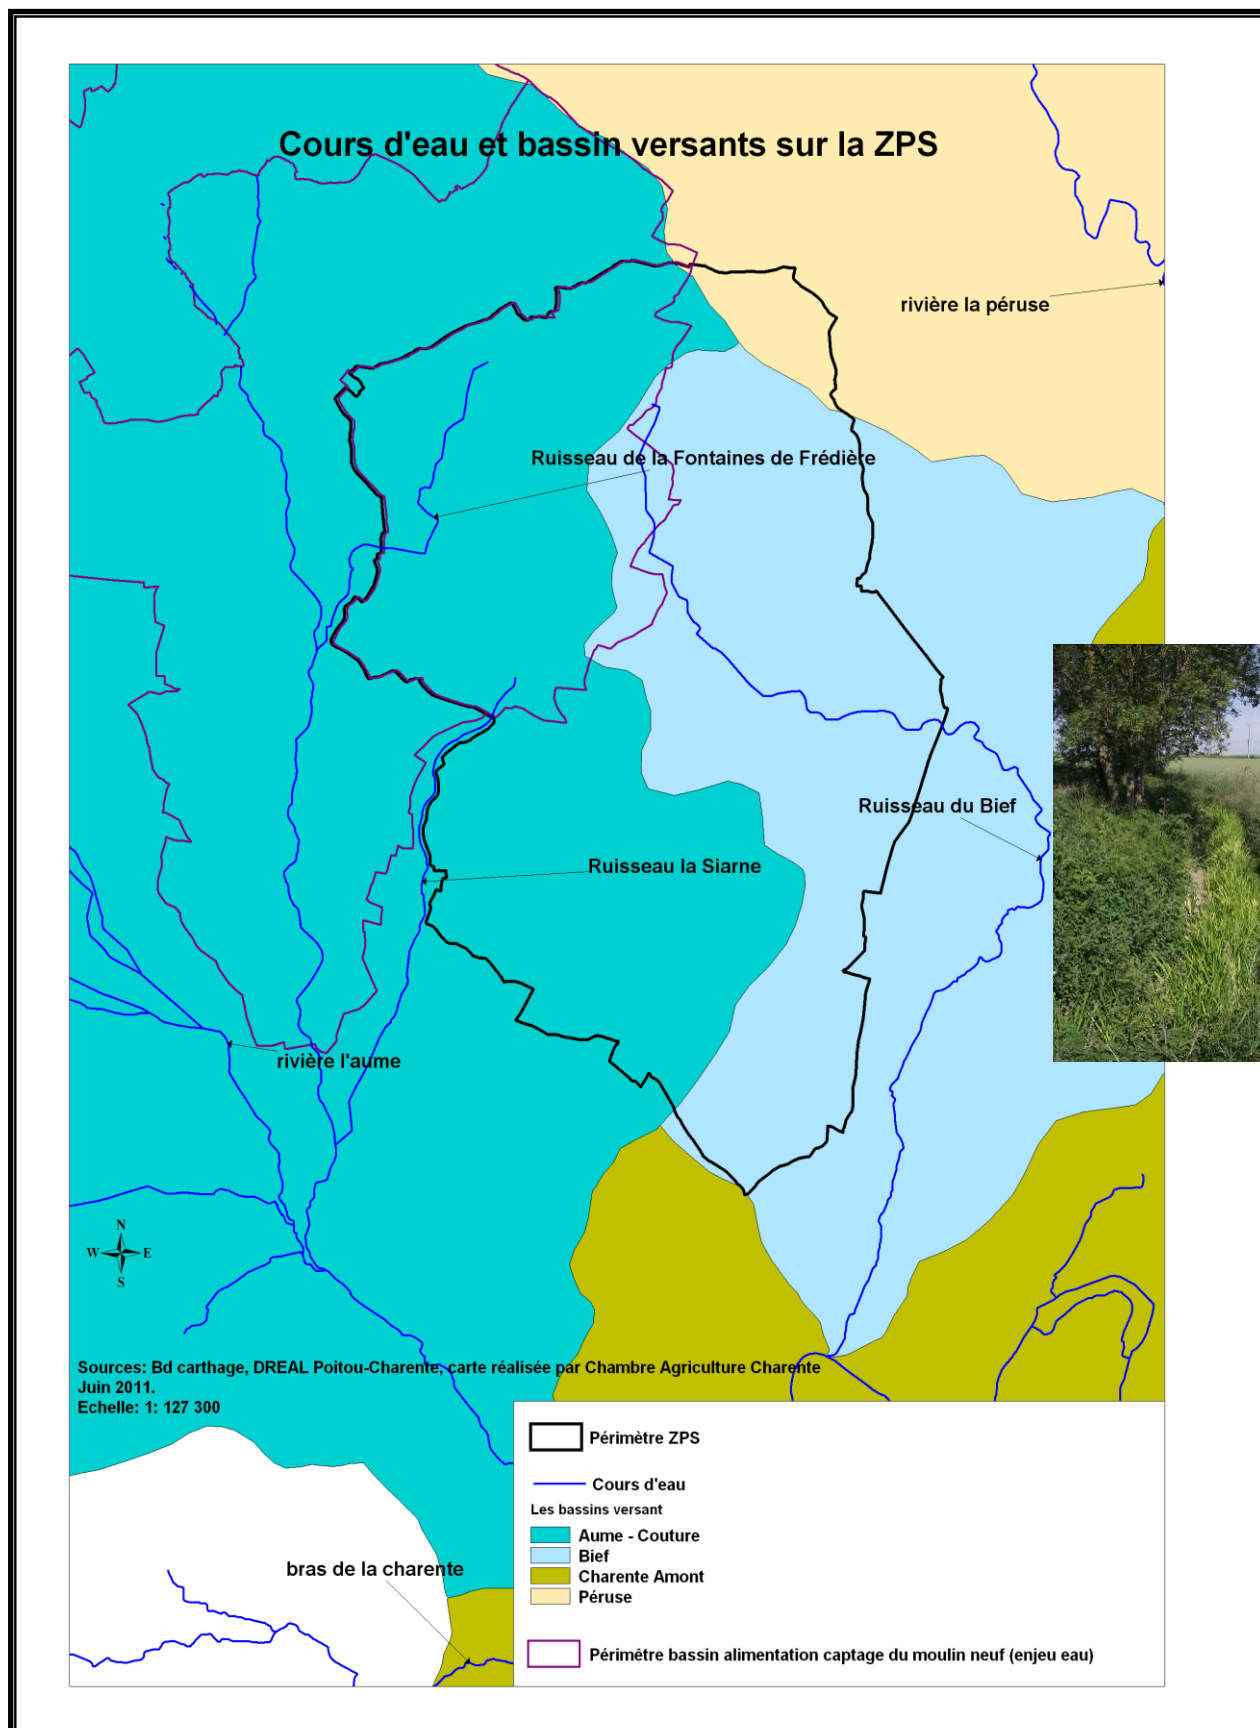 Cours d'eau et bassin versants sur la ZPS
rivière la péruse
Ruisseau de la Fontaines de Frédière
Ruisseau du Bief
Ruisseau la Siarne
rivière l'aume
N
W E
S
Sources: Bd carthage, DREAL Poitou-Charente, carte réalisée par Chambre Agriculture Charente
Juin 2011.
Echelle: 1: 127 300
Périmètre ZPS
Cours d'eau
Les bassins versant
Aume - Couture
Bief
Charente Amont
Péruse
bras de la charente
Périmêtre bassin alimentation captage du moulin neuf (enjeu eau)